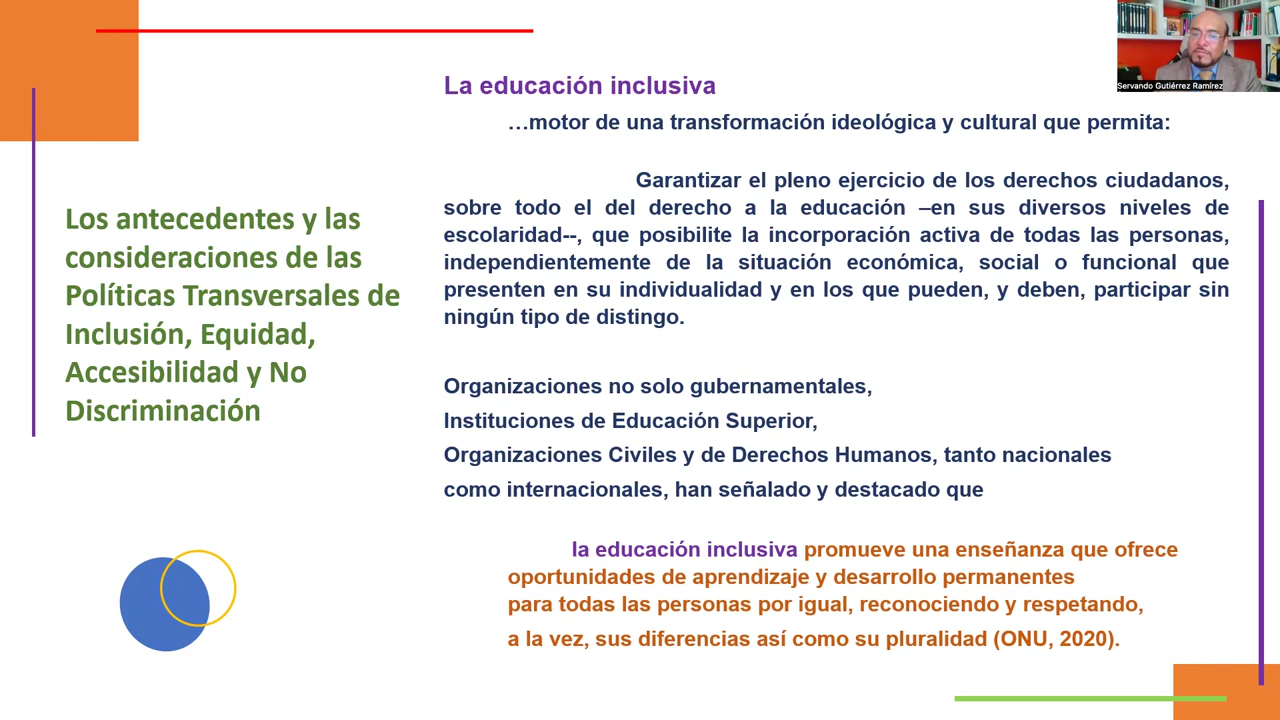 Servando Gutiérrez Ramírez
Los antecedentes y las
consideraciones de las
Políticas Transversales de
Inclusión, Equidad,
Accesibilidad y No
Discriminación
La educación inclusiva
…motor de una transformación ideológica y cultural que permita:
Garantizar el pleno ejercicio de los derechos ciudadanos,
sobre todo el del derecho a la educación –en sus diversos niveles de
escolaridad--, que posibilite la incorporación activa de todas las personas,
independientemente de la situación económica, social o funcional que
presenten en su individualidad y en los que pueden, y deben, participar sin
ningún tipo de distingo.
Organizaciones no solo gubernamentales,
Instituciones de Educación Superior,
Organizaciones Civiles y de Derechos Humanos, tanto nacionales
como internacionales, han señalado y destacado que
la educación inclusiva promueve una enseñanza que ofrece
oportunidades de aprendizaje y desarrollo permanentes
para todas las personas por igual, reconociendo y respetando,
a la vez, sus diferencias así como su pluralidad (ONU, 2020).